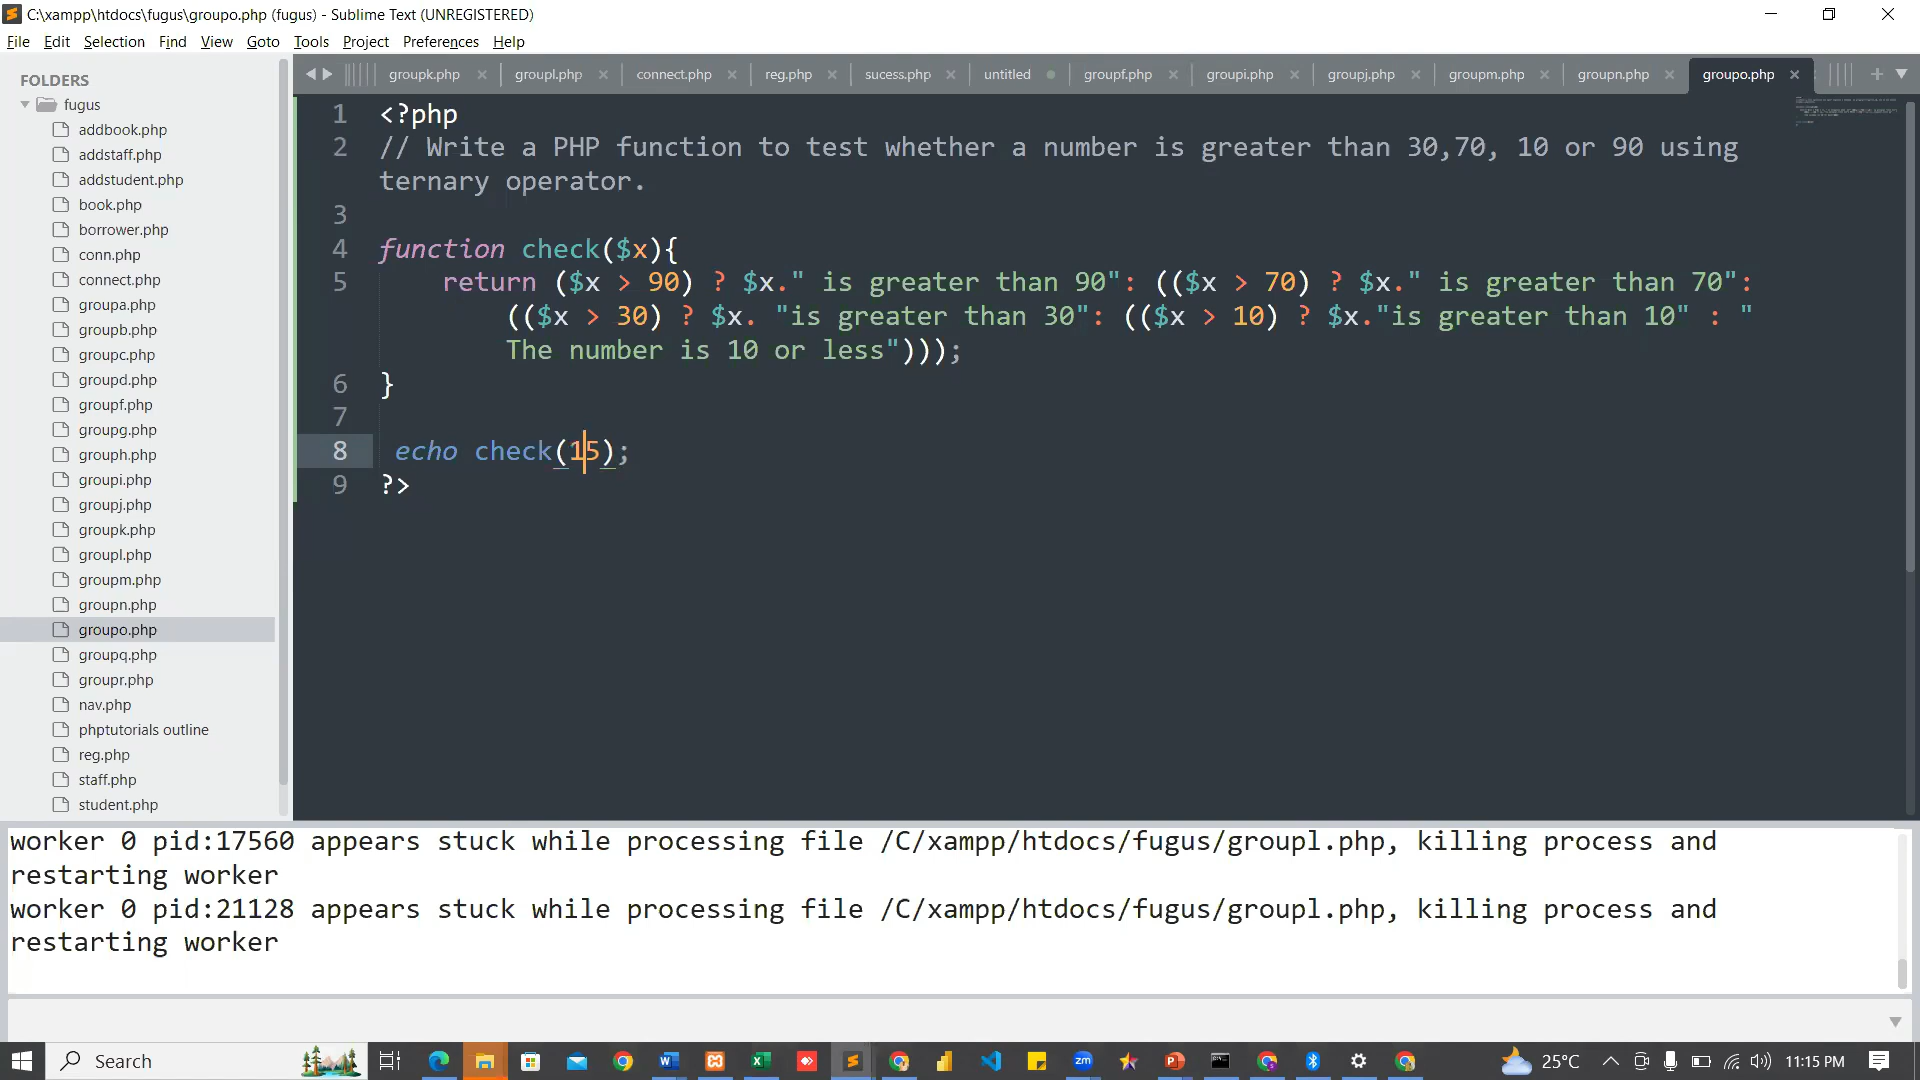 C:\xampp\htdocs\fugus\groupo.php (fugus) - Sublime Text (UNREGISTERED)
File Edit Selection Find View Goto Tools Project Preferences Help
FOLDERS
fugus
addbook.php
addstaff.php
addstudent.php
book.php
borrower.php
conn.php
connect.php
groupa.php
groupb.php
groupc.php
groupd.php
groupf.php
groupg.php
grouph.php
groupi.php
groupj.php
groupk.php
groupl.php
groupm.php
groupn.php
groupo.php
groupq.php
groupr.php
nav.php
phptutorials outline
reg.php
staff.php
student.php
groupk.php groupl.php connect.php reg.php sucess.php untitled groupf.php groupi.php groupj.php groupm.php groupn.php groupo.php
1 <?php
2 // Write a PHP function to test whether a number is greater than 30,70, 10 or 90 using
ternary operator.
3
4 function check($x){
5 return ($x > 90) ? $x." is greater than 90": (($x > 70) ? $x." is greater than 70":
(($x > 30) ? $x. "is greater than 30": (($x > 10) ? $x."is greater than 10" : "
The number is 10 or less")));
6 }
7
8 echo check(15);
9 ?>
worker 0 pid:17560 appears stuck while processing file /C/xampp/htdocs/fugus/groupl.php, killing process and
restarting worker
worker 0 pid:21128 appears stuck while processing file /C/xampp/htdocs/fugus/groupl.php, killing process and
restarting worker
Search
25°C
11:15 PM